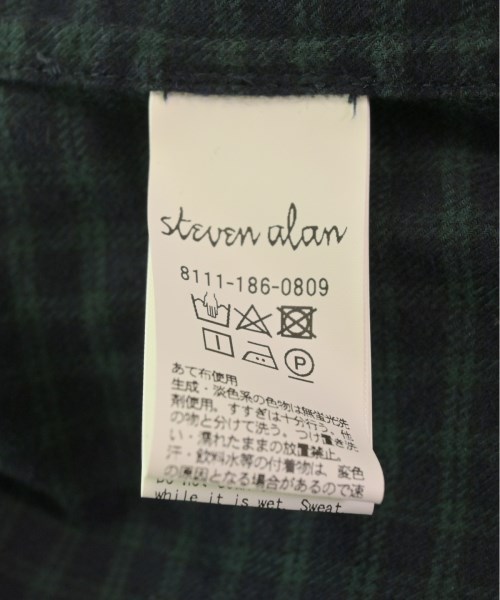 steven alan
8111-186-0809
P
あて布使用
生成・淡色系の色物は無蛍光洗
剤使用。すすぎは十分行う。他
の物と分けて洗う。つけ置き洗
い・濡れたままの放置禁止。
汗・飲料水等の付着物は、変色
の原因となる場合があるので速
while it is wet. Sweat